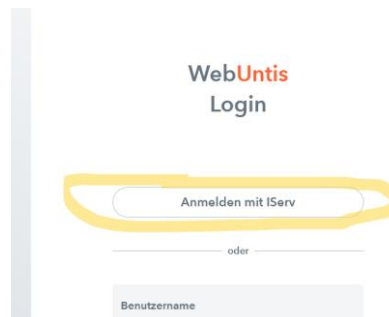 WebUntis
Login
Anmelden mit IServ
oder
Benutzername